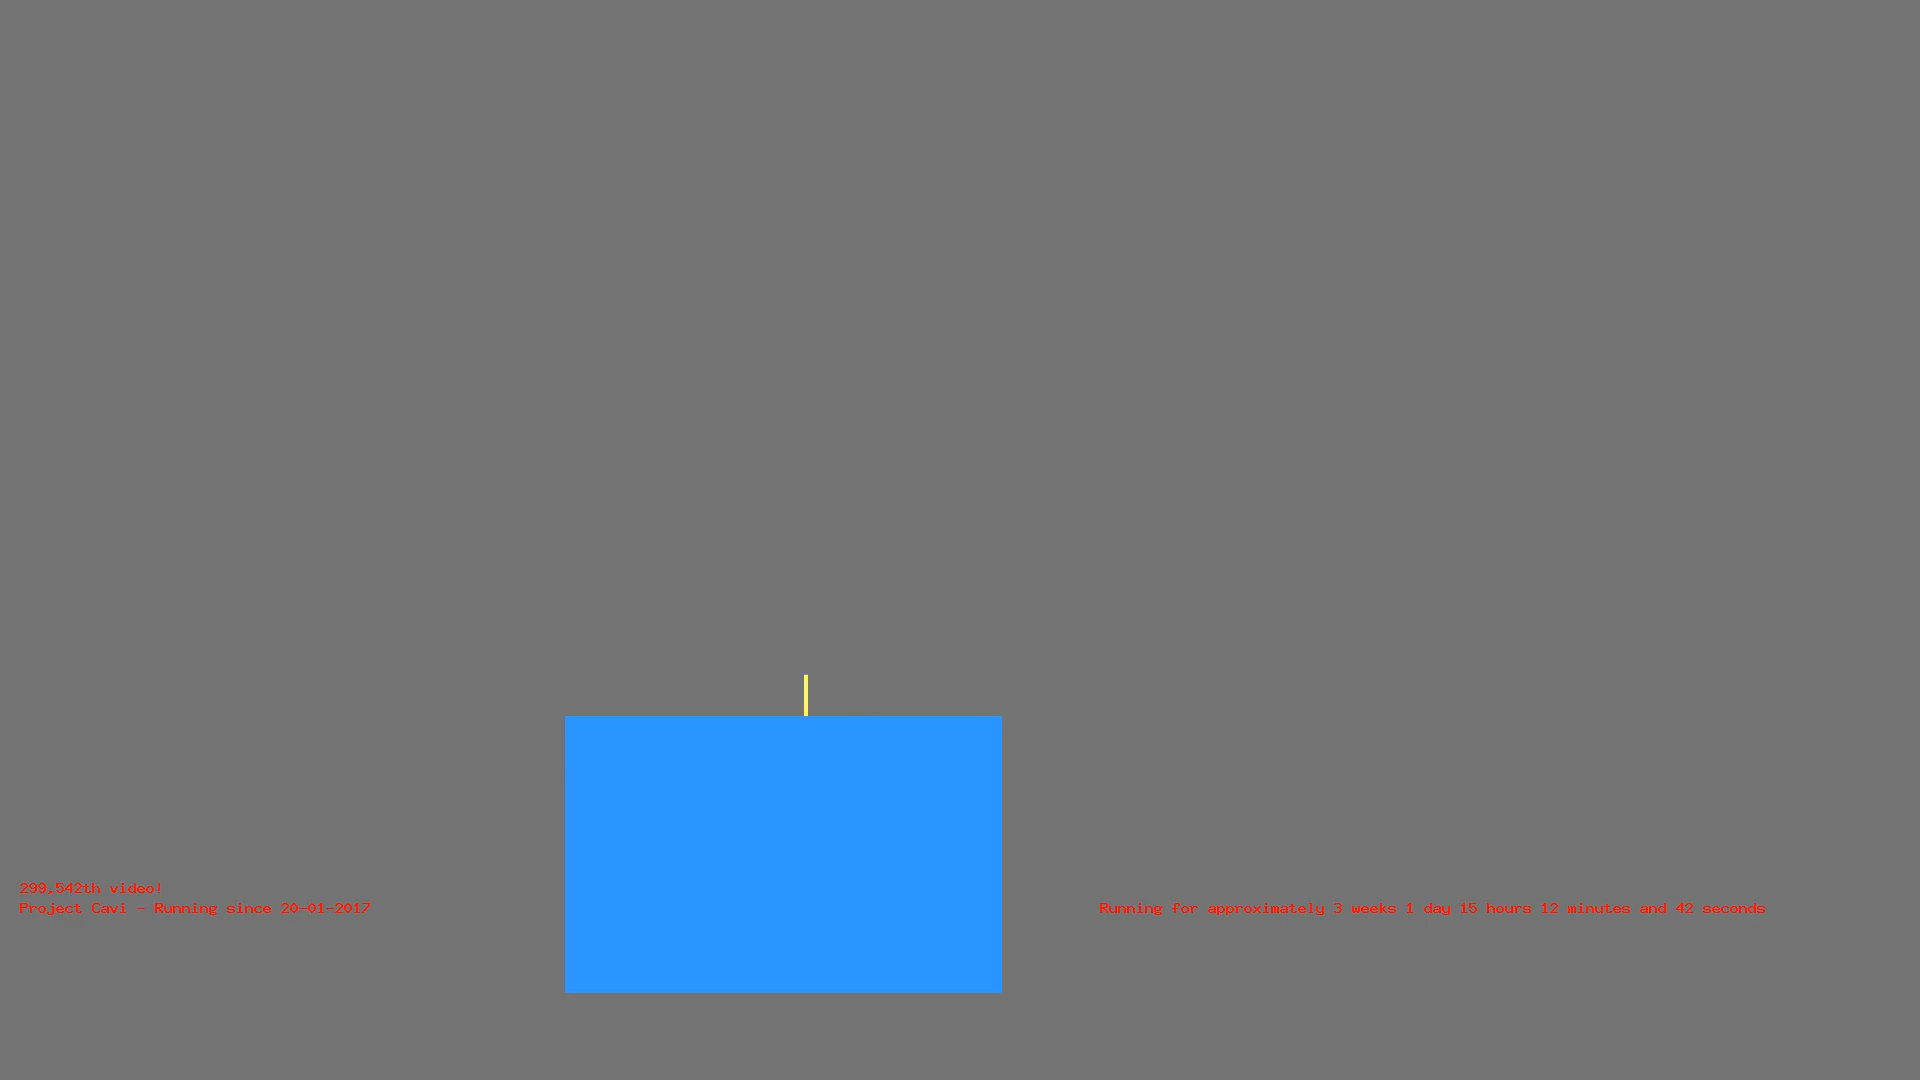 299,542th video!
Project Cavi - Running since 20-01-2017
Running for approximately 3 weeks 1 day 15 hours 12 minutes and 42 seconds